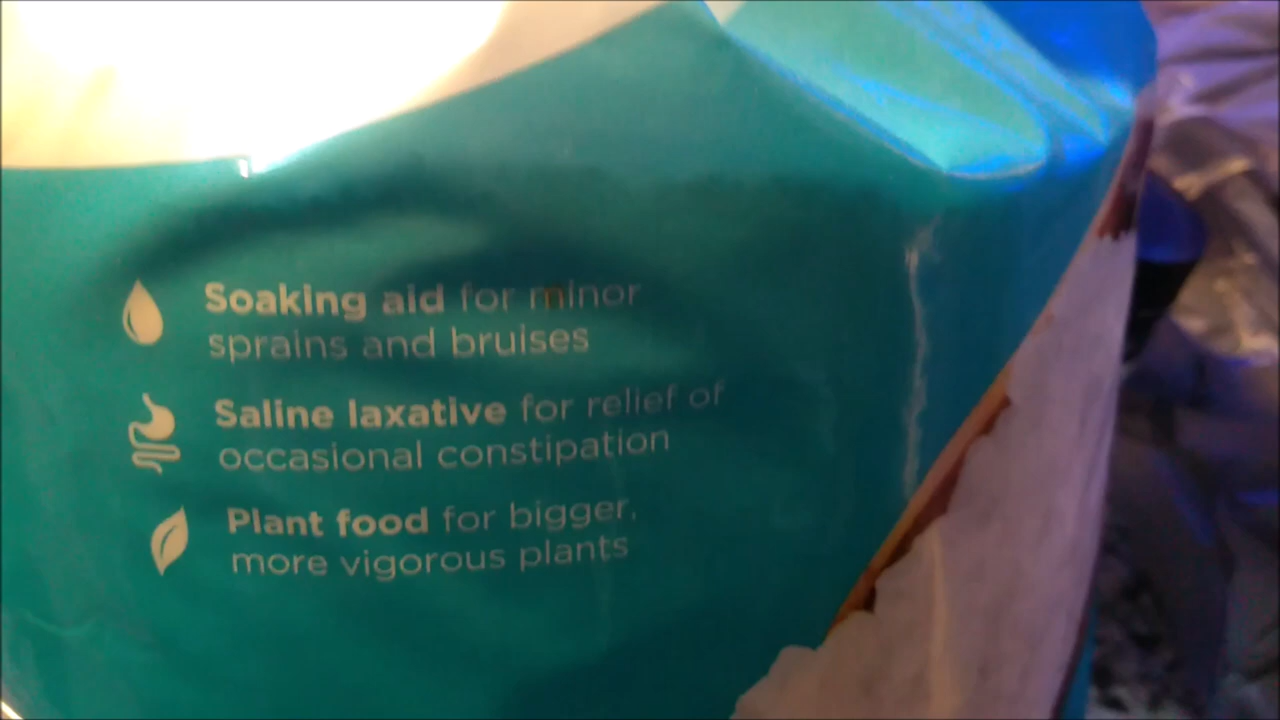 Soaking aid for minor
sprains and bruises
Saline laxative for relief of
occasional constipation
Plant food for bigger,
more vigorous plants